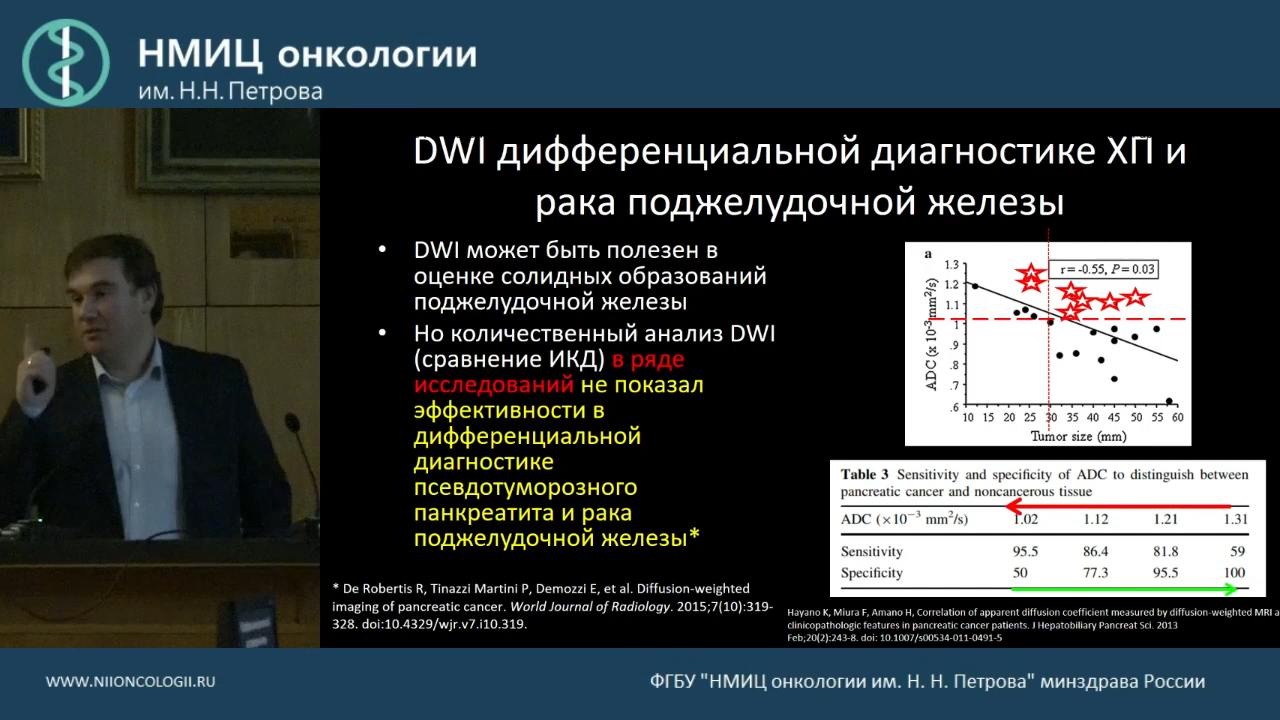 НМИЦ онкологии
им. Н.Н. Петрова
DWI дифференциальной диагностике ХП и
рака поджелудочной железы
• DWI может быть полезен в
оценке солидных образований
поджелудочной железы
• Но количественный анализ DWI
(сравнение ИКД) в ряде
исследований не показал
эффективности в
дифференциальной
диагностике
псевдотуморозного
панкреатита и рака
поджелудочной железы*
* De Robertis R, Tinazzi Martini P, Demozzi E, et al. Diffusion-weighted
imaging of pancreatic cancer. World Journal of Radiology. 2015;7(10):319-
328. doi:10.4329/wjr.v7.i10.319.
a
r = -0.55, P = 0.03
ADC (x 10-3 mm2/s)
1.3
1.2
1.1
1
.9
.8
.7
.6
10 15 20 25 30 35 40 45 50 55 60
Tumor size (mm)
Table 3 Sensitivity and specificity of ADC to distinguish between
pancreatic cancer and noncancerous tissue
ADC (×10−3 mm2/s) 1.02 1.12 1.21 1.31
Sensitivity 95.5 86.4 81.8 59
Specificity 50 77.3 95.5 100
Hayano K, Miura F, Amano H, Correlation of apparent diffusion coefficient measured by diffusion-weighted MRI a
clinicopathologic features in pancreatic cancer patients. J Hepatobiliary Pancreat Sci. 2013
Feb;20(2):243-8. doi: 10.1007/s00534-011-0491-5
WWW.NIIONCOLOGII.RU
ФГБУ "НМИЦ онкологии им. Н. Н. Петрова" минздрава России